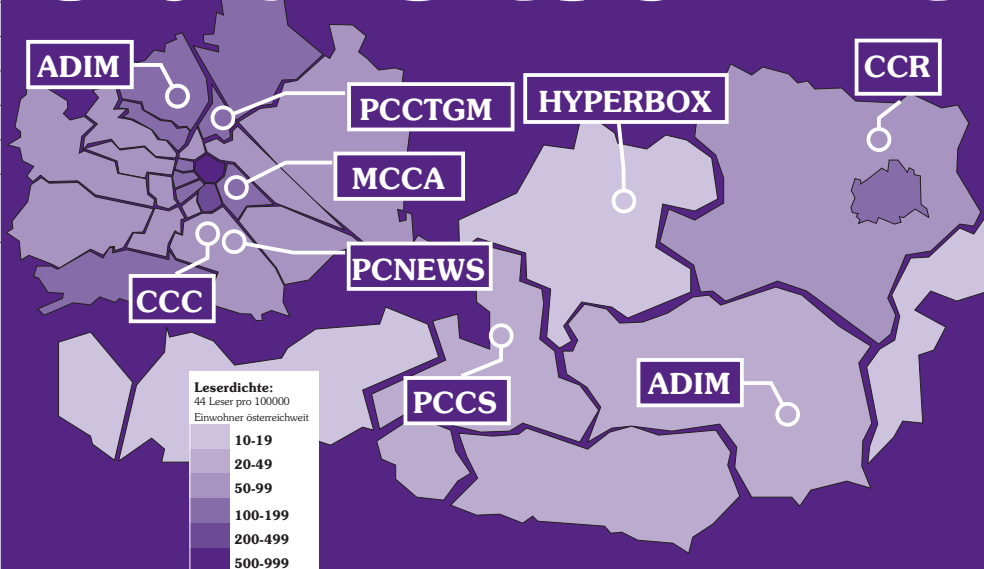 ADIM
PCCTGM
HYPERBOX
CCR
MCCA
PCNEWS
CCC
PCCS
ADIM
Leserdichte:
44 Leser pro 100000
Einwohner österreichweit
10-19
20-49
50-99
100-199
200-499
500-999